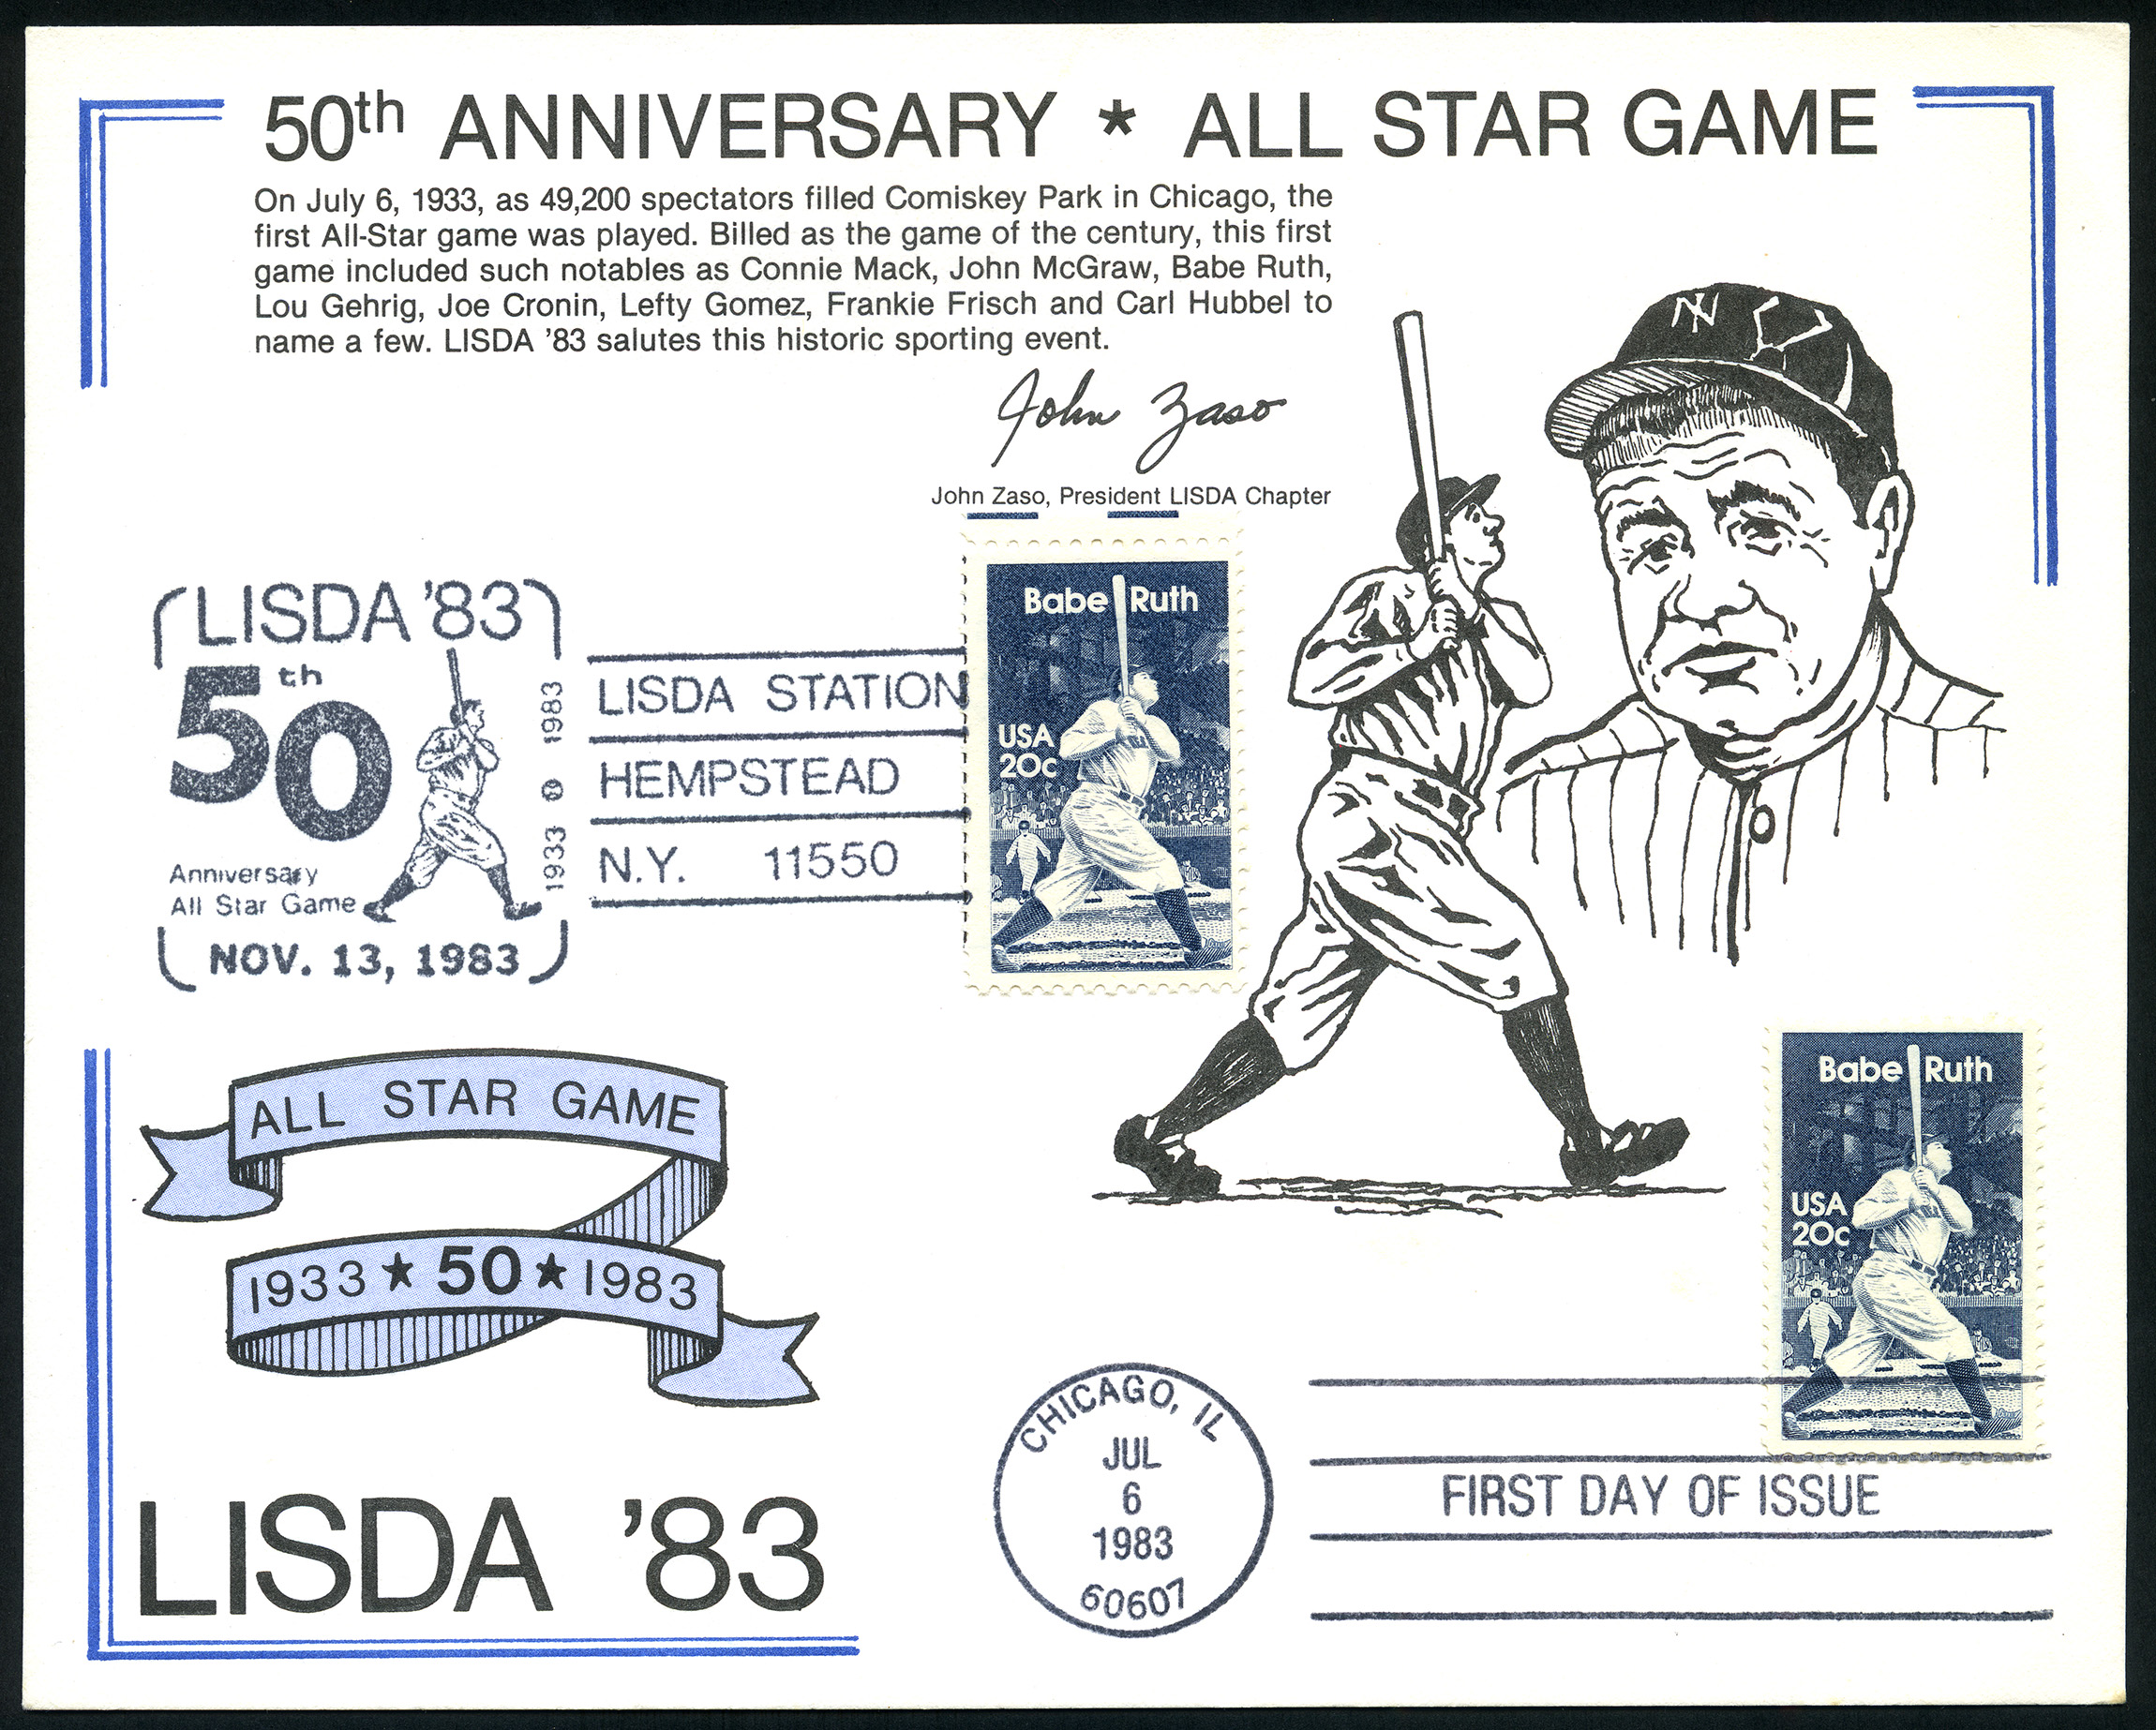 50th ANNIVERSARY * ALL STAR GAME
On July 6, 1933, as 49,200 spectators filled Comiskey Park in Chicago, the
first All-Star game was played. Billed as the game of the century, this first
game included such notables as Connie Mack, John McGraw, Babe Ruth,
Lou Gehrig, Joe Cronin, Lefty Gomez, Frankie Frisch and Carl Hubbel to
name a few. LISDA '83 salutes this historic sporting event.
John Zaso
John Zaso, President LISDA Chapter
NY
LISDA '83
50th
1933 1983
Anniversary
All Star Game
NOV. 13, 1983
LISDA STATION
HEMPSTEAD
N.Y. 11550
Babe Ruth
USA
20c
ALL STAR GAME
1933 ★ 50 ★ 1983
LISDA '83
Babe Ruth
USA
20c
CHICAGO, IL
JUL
6
1983
60607
FIRST DAY OF ISSUE